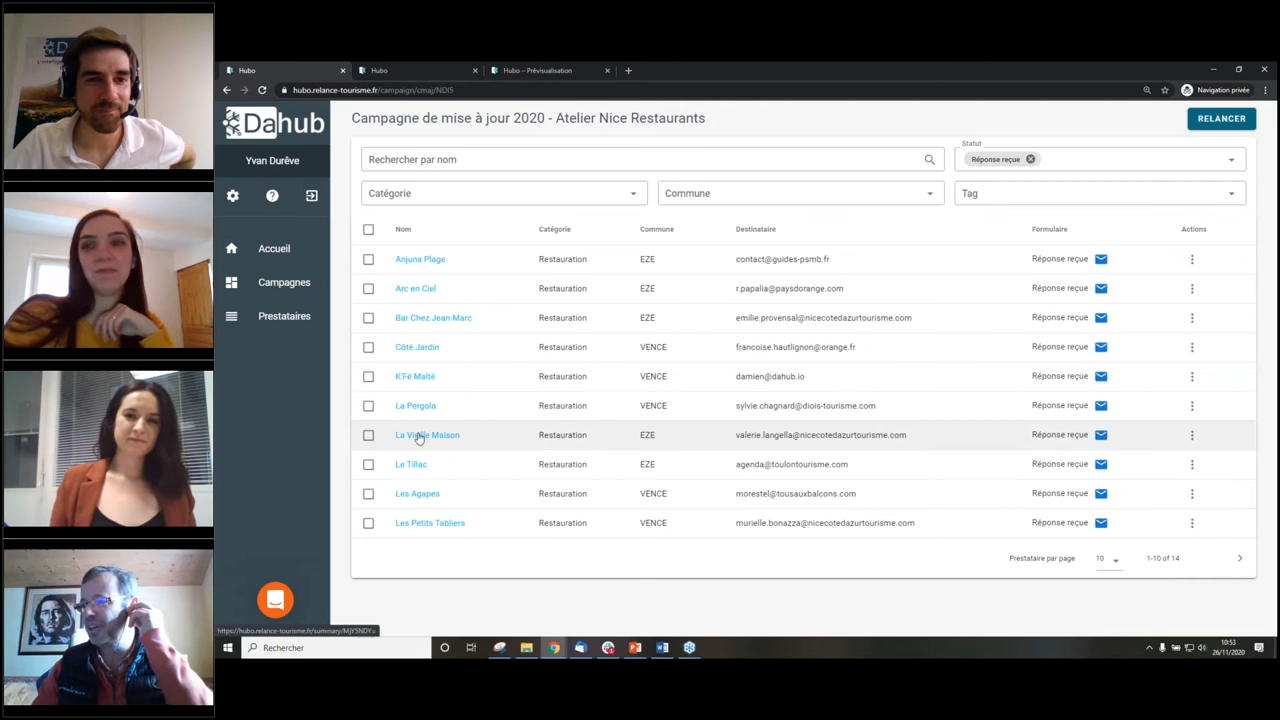 Hubo
Hubo
Hubo – Prévisualisation
hubo.relance-tourisme.fr/campaign/cmaj/NDI5
Navigation privée
Dahub
Campagne de mise à jour 2020 - Atelier Nice Restaurants
RELANCER
Yvan Durêve
Rechercher par nom
Statut
Réponse reçue
Catégorie
Commune
Tag
Accueil
Campagnes
Prestataires
Nom Catégorie Commune Destinataire Formulaire Actions
Anjuna Plage Restauration EZE contact@guides-psmb.fr Réponse reçue
Arc en Ciel Restauration EZE r.papalia@paysdorange.com Réponse reçue
Bar Chez Jean-Marc Restauration EZE emilie.provensal@nicecotedazurtourisme.com Réponse reçue
Côté Jardin Restauration VENCE francoise.hautlignon@orange.fr Réponse reçue
K'Fé Malté Restauration VENCE damien@dahub.io Réponse reçue
La Pergola Restauration VENCE sylvie.chagnard@diois-tourisme.com Réponse reçue
La Vieille Maison Restauration EZE valerie.langella@nicecotedazurtourisme.com Réponse reçue
Le Tillac Restauration EZE agenda@toulontourisme.com Réponse reçue
Les Agapes Restauration VENCE morestel@tousauxbalcons.com Réponse reçue
Les Petits Tabliers Restauration VENCE murielle.bonazza@nicecotedazurtourisme.com Réponse reçue
Prestataire par page 10 1-10 of 14
Rechercher
10:53
26/11/2020